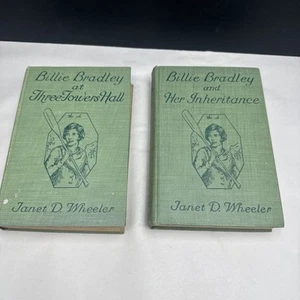 Billie Bradley
at
Three Towers Hall
Janet D. Wheeler
Billie Bradley
and
Her Inheritance
Janet D. Wheeler